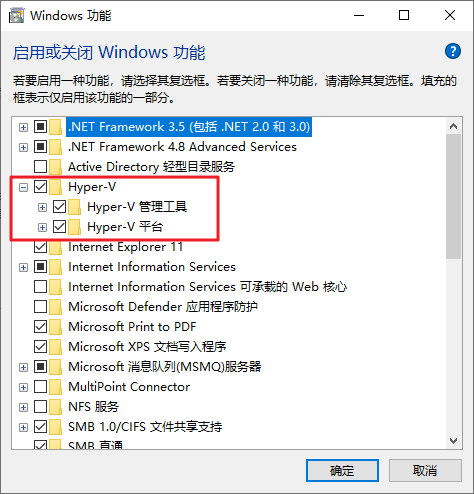 Windows 功能
启用或关闭 Windows 功能
?
若要启用一种功能，请选择其复选框。若要关闭一种功能，请清除其复选框。填充的
框表示仅启用该功能的一部分。
.NET Framework 3.5 (包括 .NET 2.0 和 3.0)
.NET Framework 4.8 Advanced Services
Active Directory 轻型目录服务
Hyper-V
Hyper-V 管理工具
Hyper-V 平台
Internet Explorer 11
Internet Information Services
Internet Information Services 可承载的 Web 核心
Microsoft Defender 应用程序防护
Microsoft Print to PDF
Microsoft XPS 文档写入程序
Microsoft 消息队列(MSMQ)服务器
MultiPoint Connector
NFS 服务
SMB 1.0/CIFS 文件共享支持
SMB 直通
确定
取消